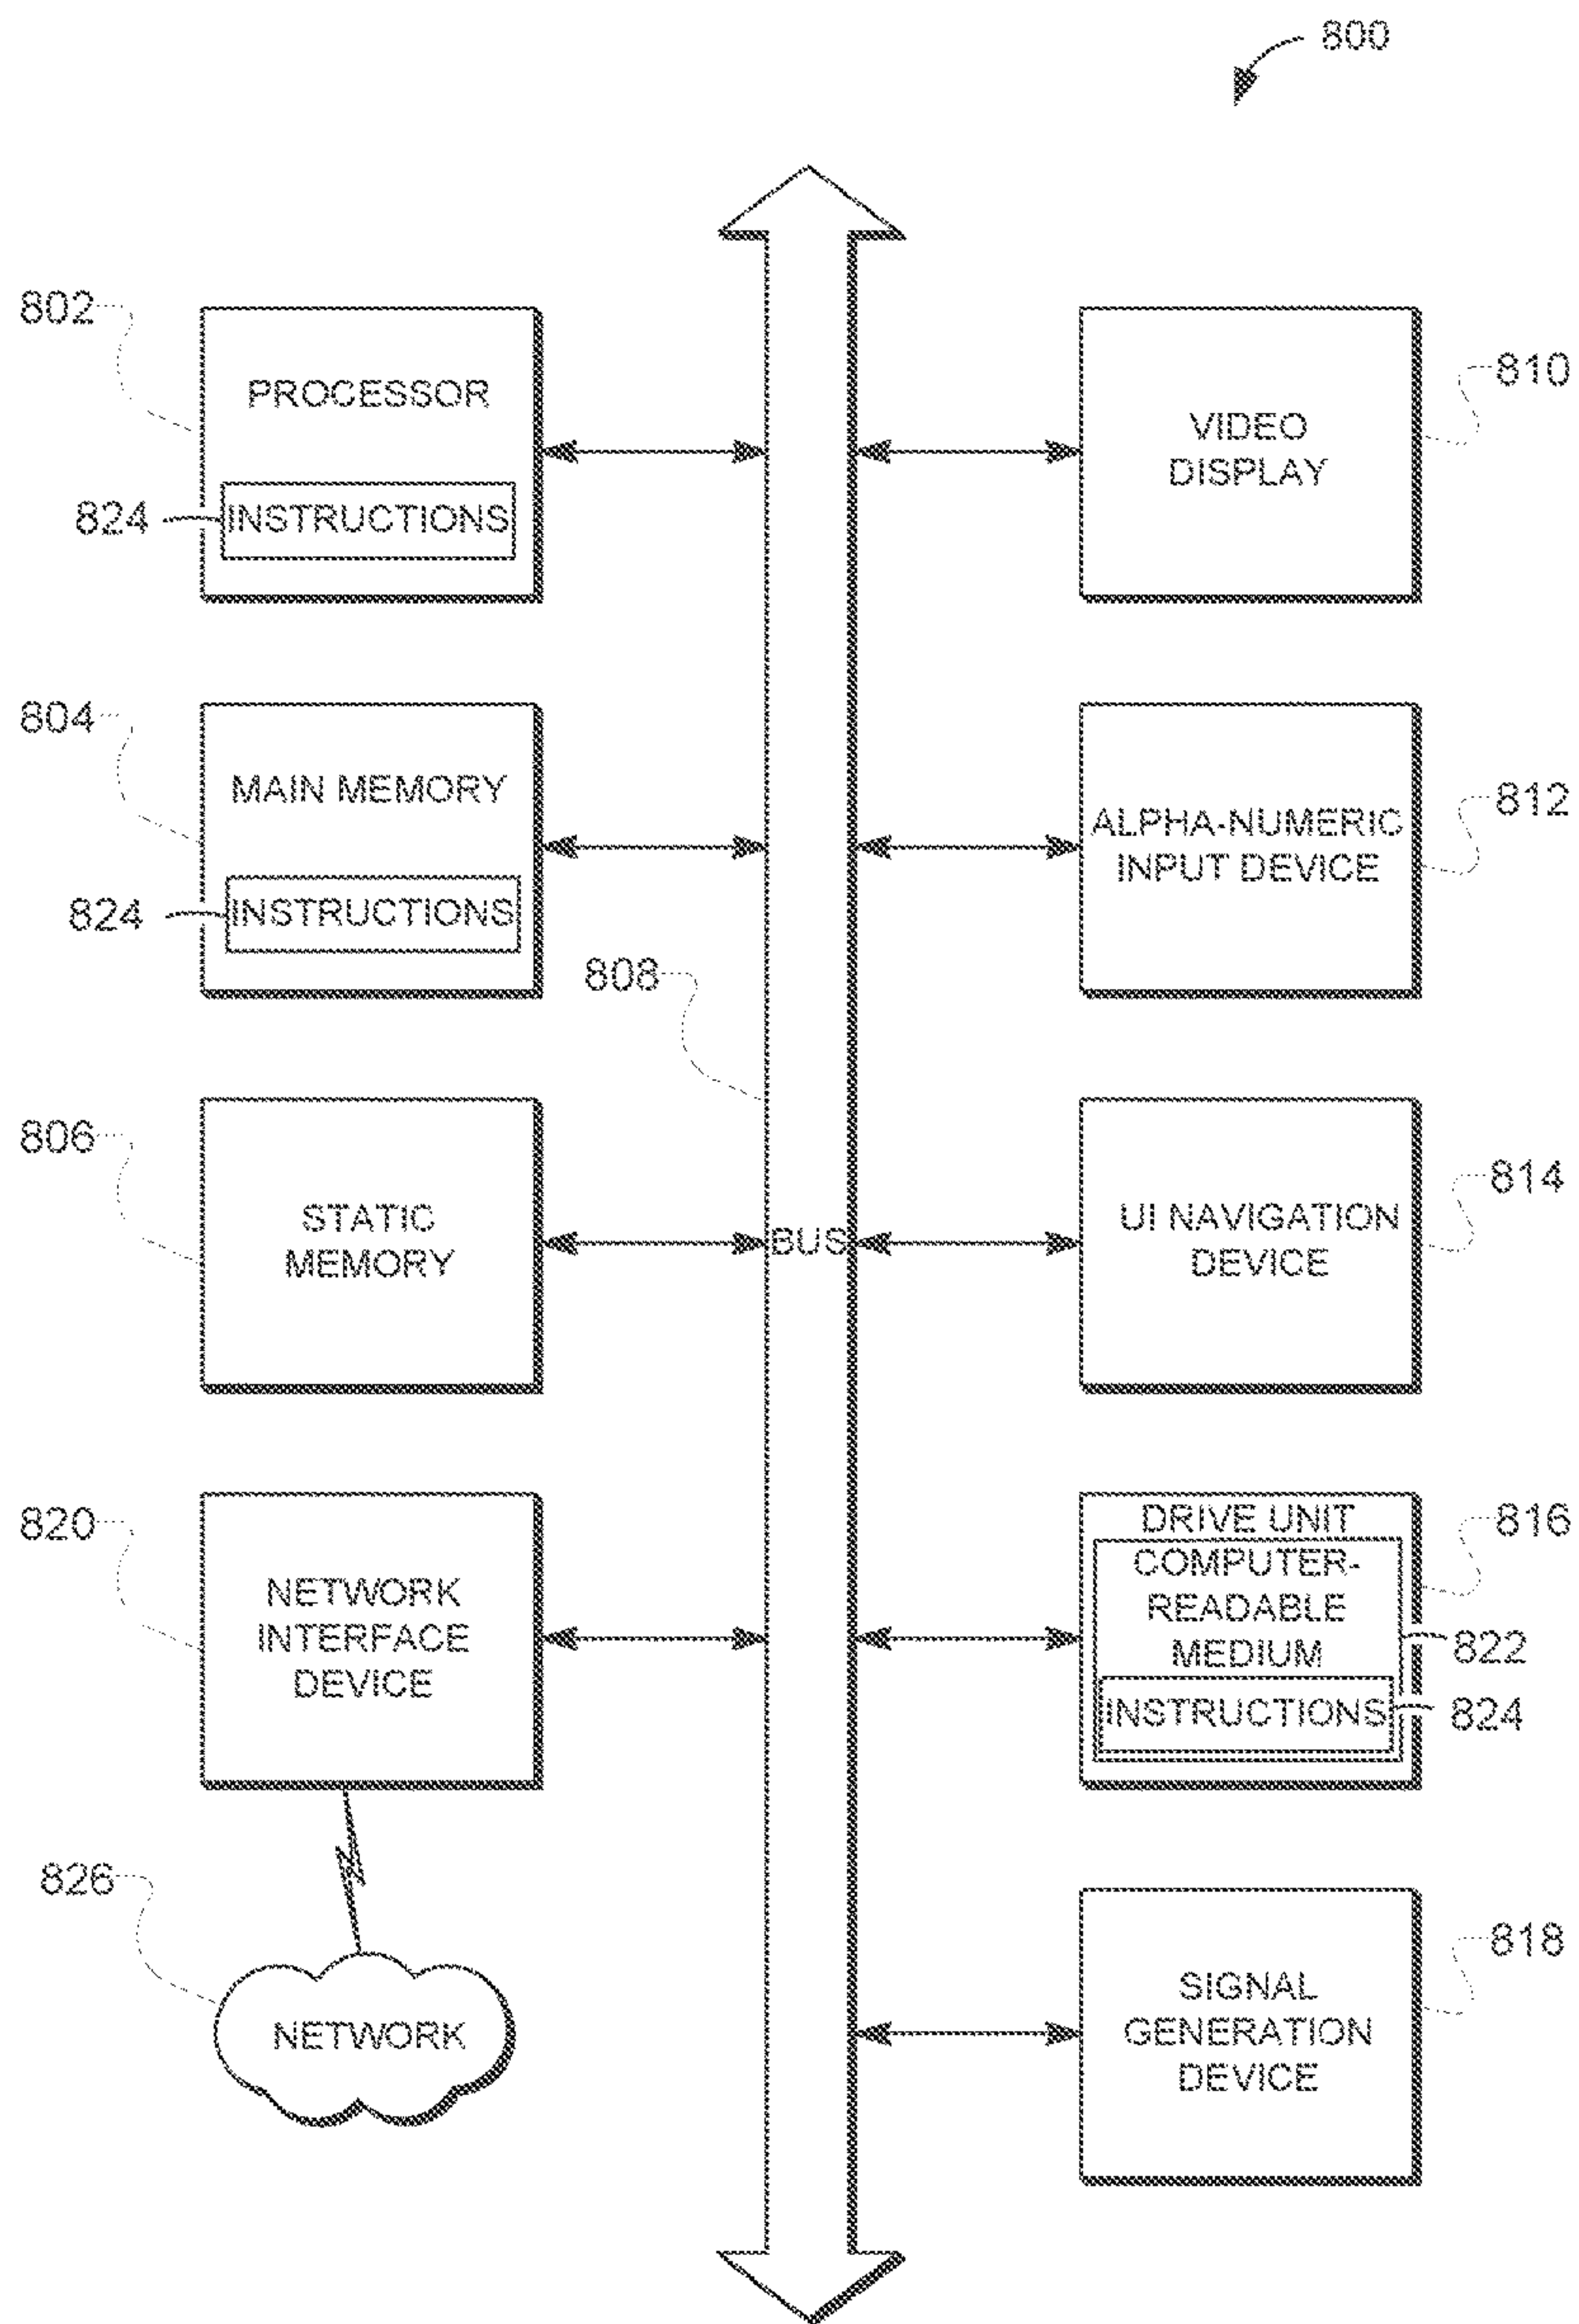 800
802
PROCESSOR
824
INSTRUCTIONS
810
VIDEO
DISPLAY
804
MAIN MEMORY
824
INSTRUCTIONS
812
ALPHA-NUMERIC
INPUT DEVICE
808
BUS
806
STATIC
MEMORY
814
UI NAVIGATION
DEVICE
820
NETWORK
INTERFACE
DEVICE
816
DRIVE UNIT
COMPUTER-
READABLE
MEDIUM
822
INSTRUCTIONS
824
826
NETWORK
818
SIGNAL
GENERATION
DEVICE